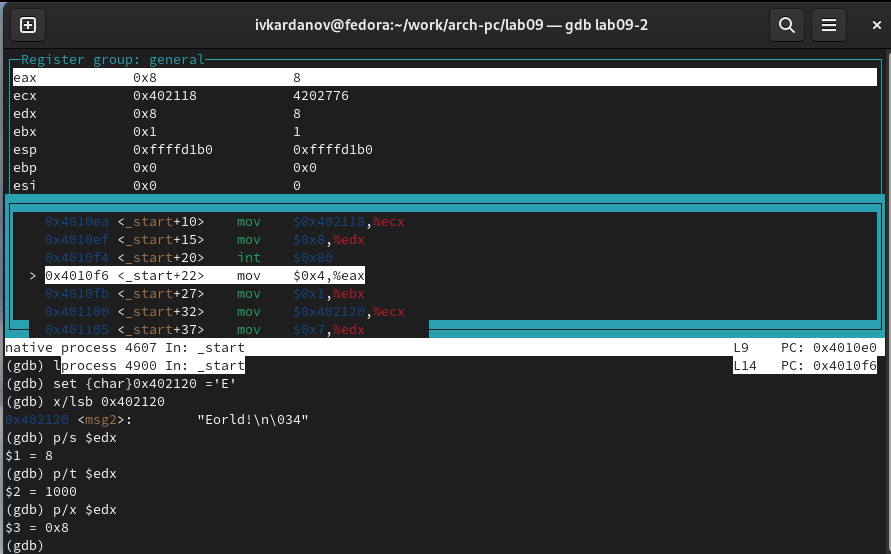 ivkardanov@fedora:~/work/arch-pc/lab09 — gdb lab09-2
Register group: general
eax 0x8 8
ecx 0x402118 4202776
edx 0x8 8
ebx 0x1 1
esp 0xffffd1b0 0xffffd1b0
ebp 0x0 0x0
esi 0x0 0
0x4010ea <_start+10> mov $0x402118,%ecx
0x4010ef <_start+15> mov $0x8,%edx
0x4010f4 <_start+20> int $0x80
> 0x4010f6 <_start+22> mov $0x4,%eax
0x4010fb <_start+27> mov $0x1,%ebx
0x401100 <_start+32> mov $0x402120,%ecx
0x401105 <_start+37> mov $0x7,%edx
native process 4607 In: _start L9 PC: 0x4010e0
(gdb) lprocess 4900 In: _start L14 PC: 0x4010f6
(gdb) set {char}0x402120 ='E'
(gdb) x/lsb 0x402120
0x402120 <msg2>: "Eorld!\n\034"
(gdb) p/s $edx
$1 = 8
(gdb) p/t $edx
$2 = 1000
(gdb) p/x $edx
$3 = 0x8
(gdb)